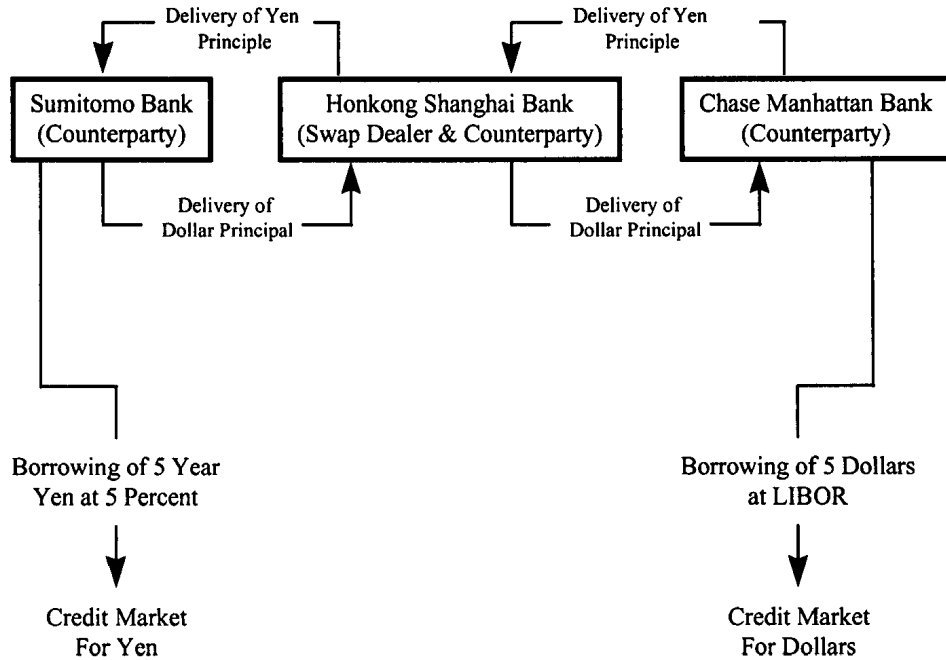 Delivery of Yen
Principle
Delivery of Yen
Principle
Sumitomo Bank
(Counterparty)
Honkong Shanghai Bank
(Swap Dealer & Counterparty)
Chase Manhattan Bank
(Counterparty)
Delivery of
Dollar Principal
Delivery of
Dollar Principal
Borrowing of 5 Year
Yen at 5 Percent
Borrowing of 5 Dollars
at LIBOR
Credit Market
For Yen
Credit Market
For Dollars